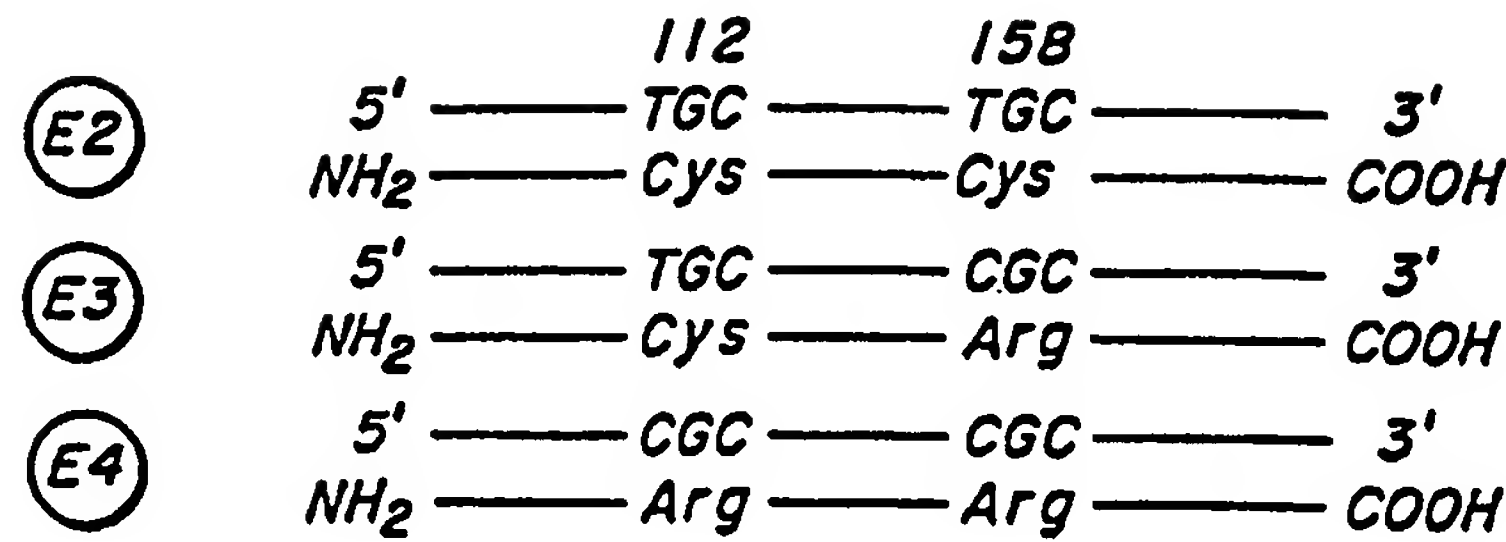 112 158
E2 5' TGC TGC 3'
NH2 Cys Cys COOH
E3 5' TGC CGC 3'
NH2 Cys Arg COOH
E4 5' CGC CGC 3'
NH2 Arg Arg COOH